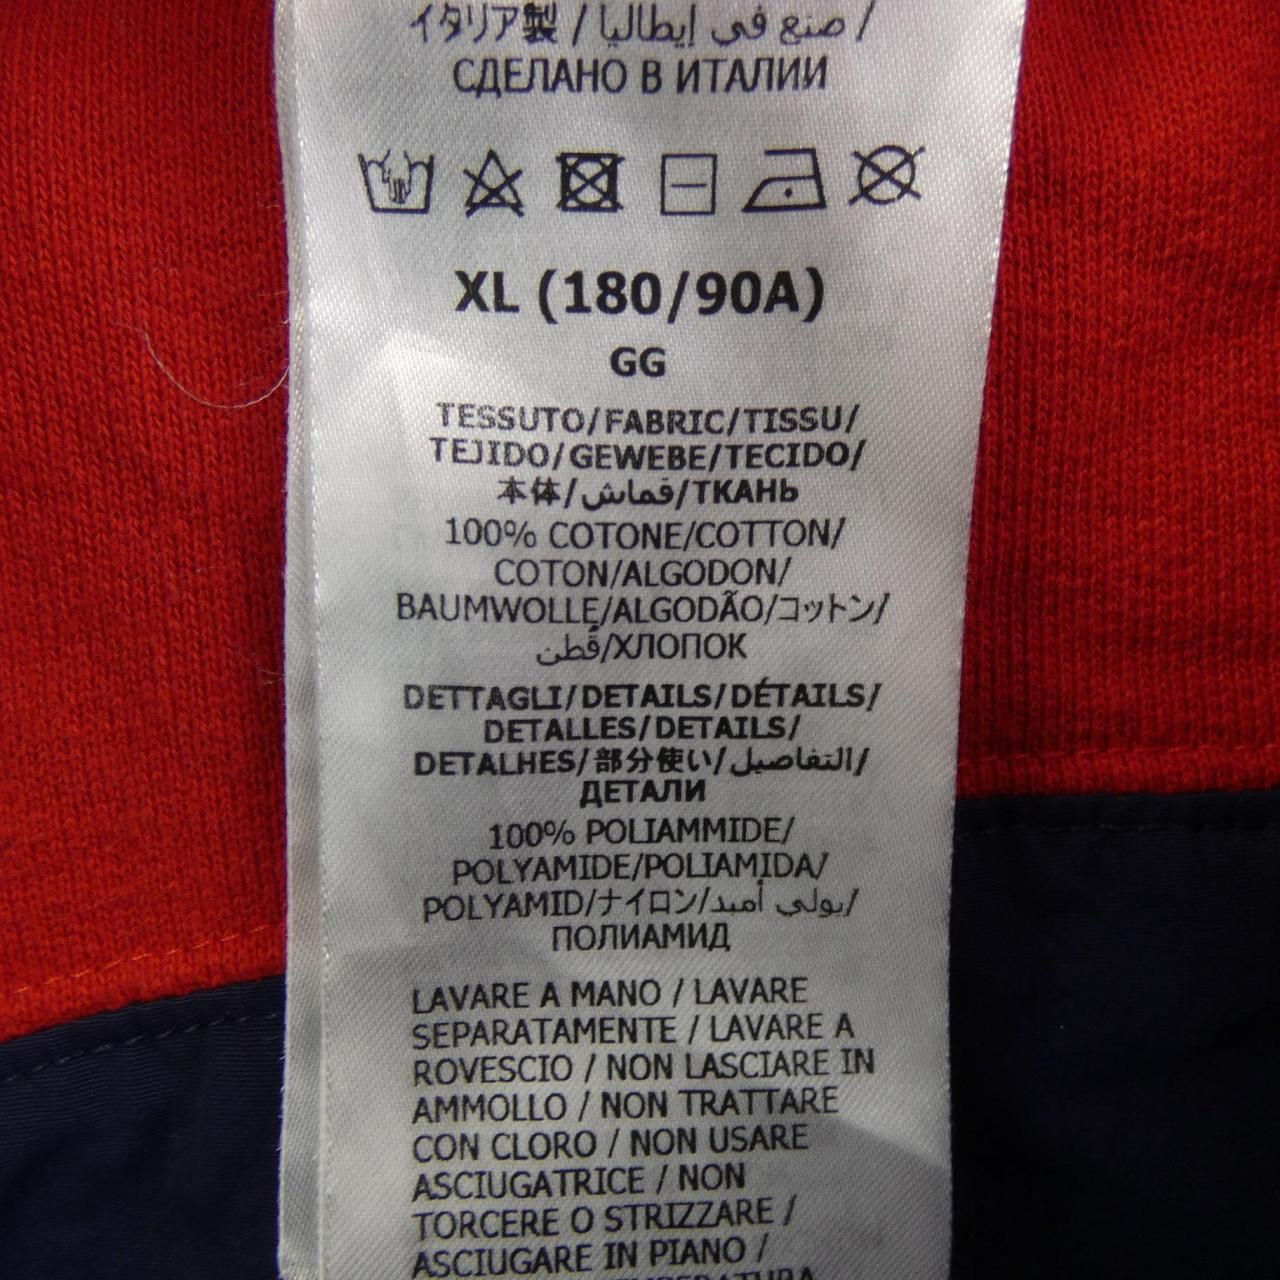 イタリア製 / صنع في إيطاليا /
СДЕЛАНО В ИТАЛИИ
XL (180/90A)
GG
TESSUTO/FABRIC/TISSU/
TEJIDO/GEWEBE/TECIDO/
本体/قماش/ТКАНЬ
100% COTONE/COTTON/
COTON/ALGODON/
BAUMWOLLE/ALGODÃO/コットン/
قطن/ХЛОПОК
DETTAGLI/DETAILS/DÉTAILS/
DETALLES/DETAILS/
DETALHES/部分使い/التفاصيل/
ДЕТАЛИ
100% POLIAMMIDE/
POLYAMIDE/POLIAMIDA/
POLYAMID/ナイロン/بولي أميد/
ПОЛИАМИД
LAVARE A MANO / LAVARE
SEPARATAMENTE / LAVARE A
ROVESCIO / NON LASCIARE IN
AMMOLLO / NON TRATTARE
CON CLORO / NON USARE
ASCIUGATRICE / NON
TORCERE O STRIZZARE /
ASCIUGARE IN PIANO /